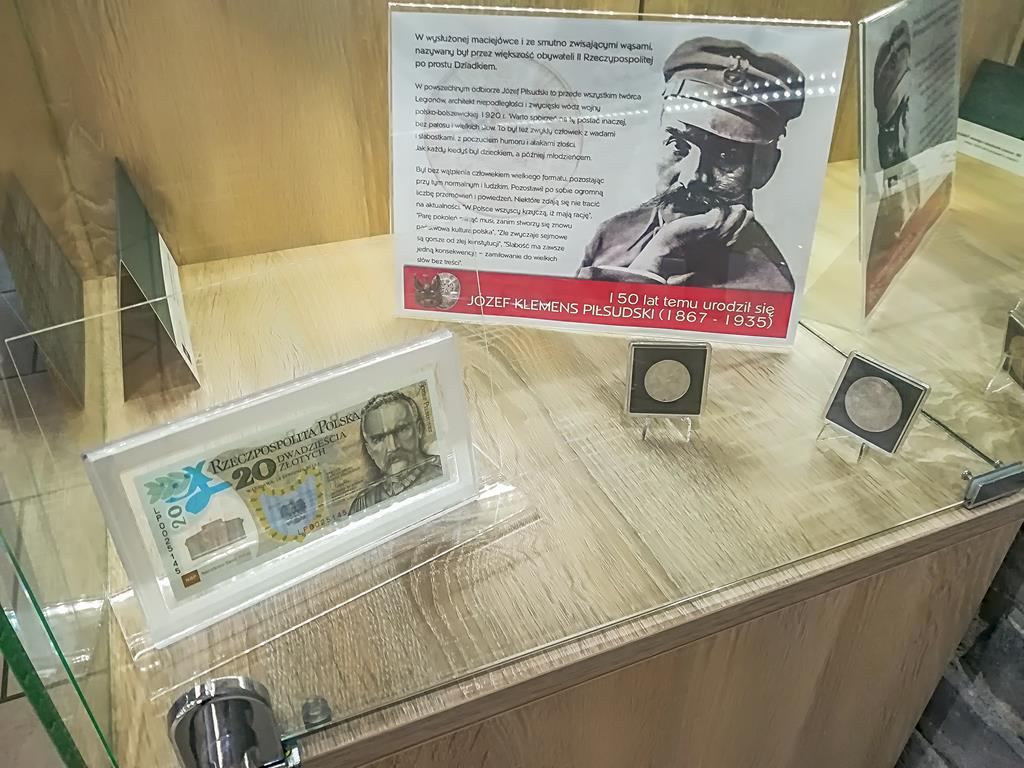 W wysłużonej maciejówce i ze smutno zwisającymi wąsami,
nazywany był przez większość obywateli II Rzeczypospolitej
po prostu Dziadkiem.
W powszechnym odbiorze Józef Piłsudski to przede wszystkim twórca
Legionów, architekt niepodległości i zwycięski wódz wojny
polsko-bolszewickiej 1920 r. Warto spojrzeć na tę postać inaczej,
bez patosu i wielkich słów. To był też zwykły człowiek z wadami
i słabostkami, z poczuciem humoru i atakami złości.
Jak każdy kiedyś był dzieckiem, a później młodzieńcem.
Był bez wątpienia człowiekiem wielkiego formatu, pozostając
przy tym normalnym i ludzkim. Pozostawił po sobie ogromną
liczbę przemówień i powiedzeń. Niektóre zdają się nie tracić
na aktualności. "W Polsce wszyscy krzyczą, iż mają rację",
"Parę pokoleń musi, zanim stworzy się znowu
kultura polska", "Złe zwyczaje sejmowe
są gorsze od złej konstytucji", "Słabość ma zawsze
jedną konsekwencję – zamiłowanie do wielkich
słów bez treści".
150 lat temu urodził się
JÓZEF KLEMENS PIŁSUDSKI (1867 - 1935)
RZECZPOSPOLITA POLSKA
20 DWADZIEŚCIA
ZŁOTYCH
20
LP0025145
LP0025145
NBP